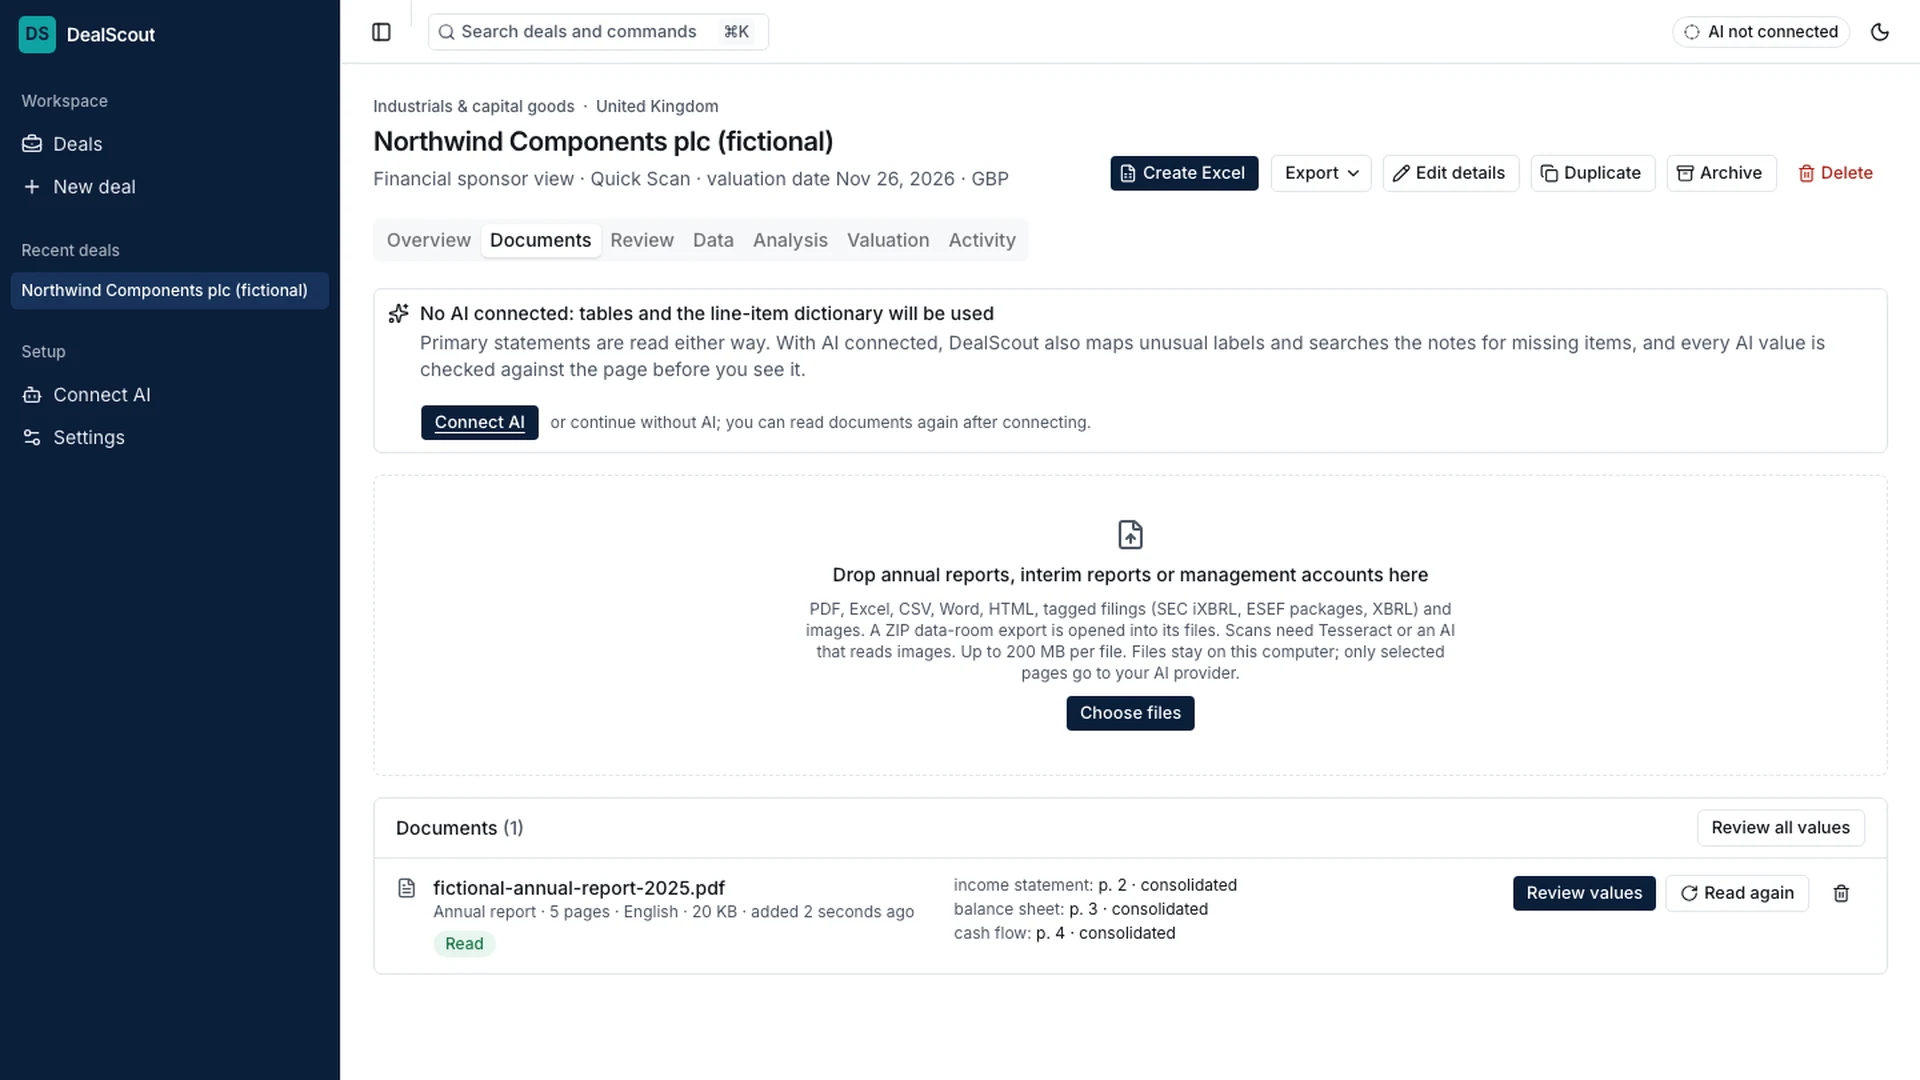 DS DealScout
Workspace
Deals
New deal
Recent deals
Northwind Components plc (fictional)
Setup
Connect AI
Settings
Search deals and commands ⌘K
AI not connected
Industrials & capital goods · United Kingdom
Northwind Components plc (fictional)
Financial sponsor view · Quick Scan · valuation date Nov 26, 2026 · GBP
Create Excel Export Edit details Duplicate Archive Delete
Overview Documents Review Data Analysis Valuation Activity
No AI connected: tables and the line-item dictionary will be used
Primary statements are read either way. With AI connected, DealScout also maps unusual labels and searches the notes for missing items, and every AI value is
checked against the page before you see it.
Connect AI or continue without AI; you can read documents again after connecting.
Drop annual reports, interim reports or management accounts here
PDF, Excel, CSV, Word, HTML, tagged filings (SEC iXBRL, ESEF packages, XBRL) and
images. A ZIP data-room export is opened into its files. Scans need Tesseract or an AI
that reads images. Up to 200 MB per file. Files stay on this computer; only selected
pages go to your AI provider.
Choose files
Documents (1)
Review all values
fictional-annual-report-2025.pdf
Annual report · 5 pages · English · 20 KB · added 2 seconds ago
Read
income statement: p. 2 · consolidated
balance sheet: p. 3 · consolidated
cash flow: p. 4 · consolidated
Review values Read again